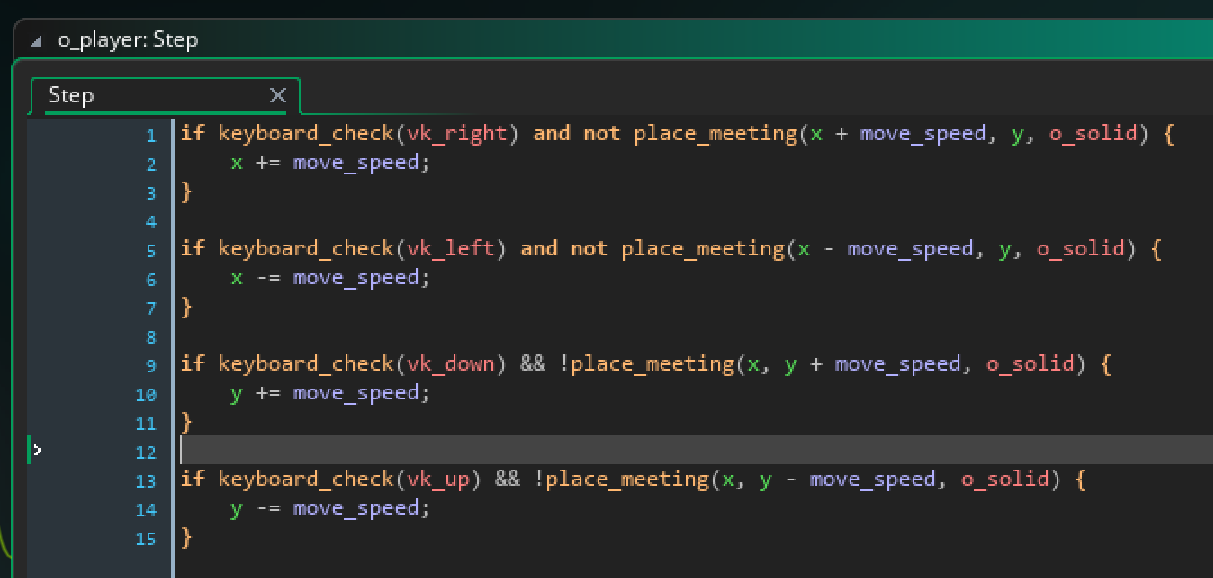 o_player: Step
Step
1 if keyboard_check(vk_right) and not place_meeting(x + move_speed, y, o_solid) {
2     x += move_speed;
3 }
4
5 if keyboard_check(vk_left) and not place_meeting(x - move_speed, y, o_solid) {
6     x -= move_speed;
7 }
8
9 if keyboard_check(vk_down) && !place_meeting(x, y + move_speed, o_solid) {
10     y += move_speed;
11 }
12
13 if keyboard_check(vk_up) && !place_meeting(x, y - move_speed, o_solid) {
14     y -= move_speed;
15 }